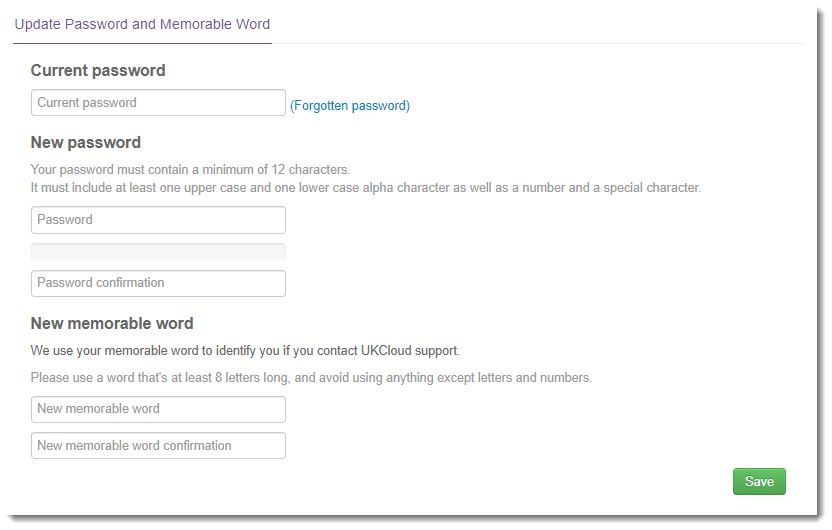 Update Password and Memorable Word
Current password
Current password
(Forgotten password)
New password
Your password must contain a minimum of 12 characters.
It must include at least one upper case and one lower case alpha character as well as a number and a special character.
Password
Password confirmation
New memorable word
We use your memorable word to identify you if you contact UKCloud support.
Please use a word that's at least 8 letters long, and avoid using anything except letters and numbers.
New memorable word
New memorable word confirmation
Save